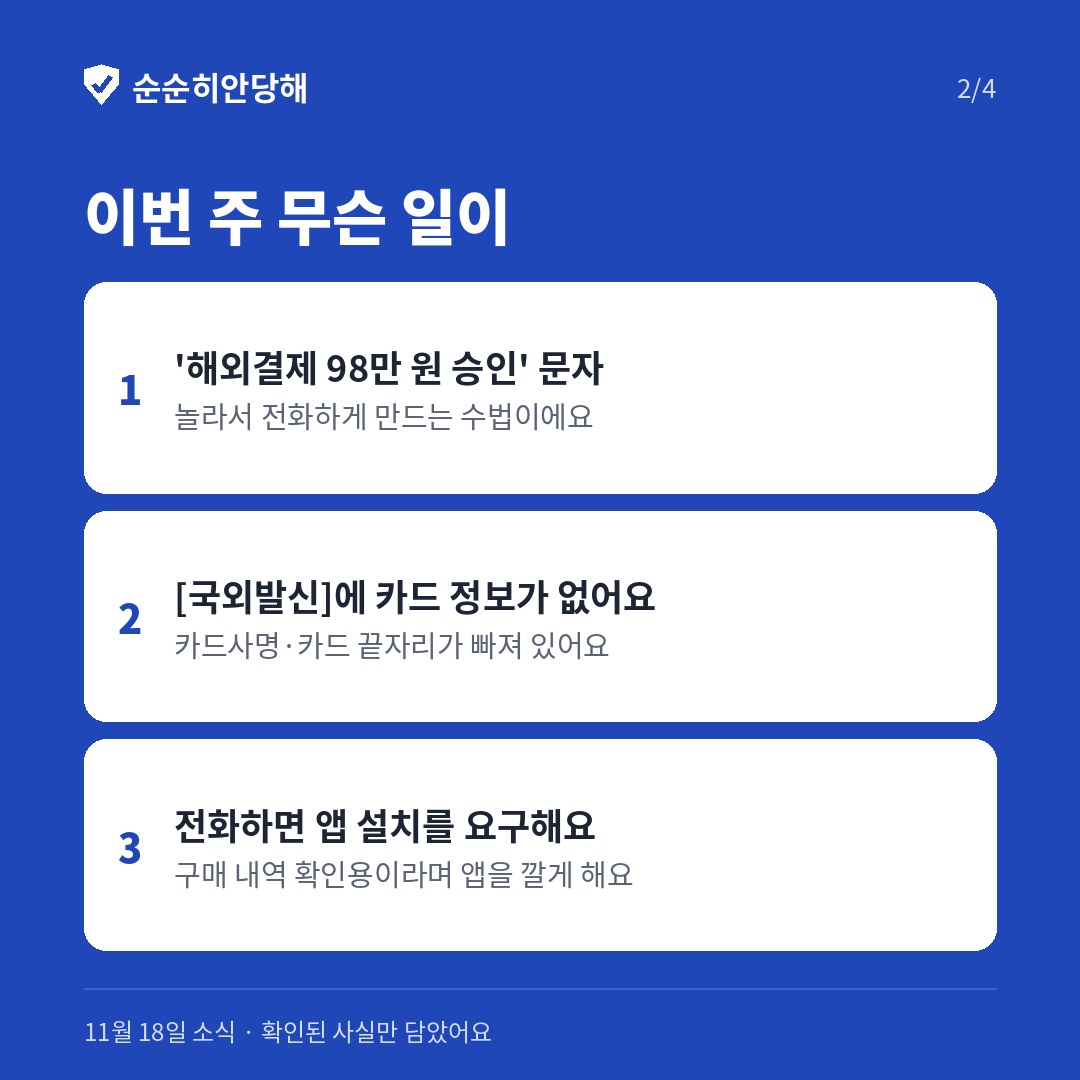 순순히안당해
2/4
이번 주 무슨 일이
1
'해외결제 98만 원 승인' 문자
놀라서 전화하게 만드는 수법이에요
2
[국외발신]에 카드 정보가 없어요
카드사명·카드 끝자리가 빠져 있어요
3
전화하면 앱 설치를 요구해요
구매 내역 확인용이라며 앱을 깔게 해요
11월 18일 소식 · 확인된 사실만 담았어요